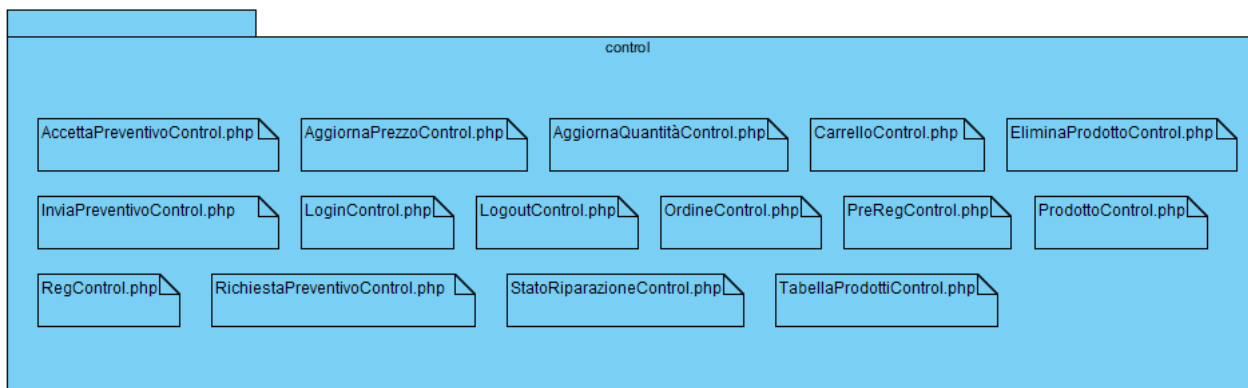 control
AccettaPreventivoControl.php AggiornaPrezzoControl.php AggiornaQuantitàControl.php CarrelloControl.php EliminaProdottoControl.php
InviaPreventivoControl.php LoginControl.php LogoutControl.php OrdineControl.php PreRegControl.php ProdottoControl.php
RegControl.php RichiestaPreventivoControl.php StatoRiparazioneControl.php TabellaProdottiControl.php